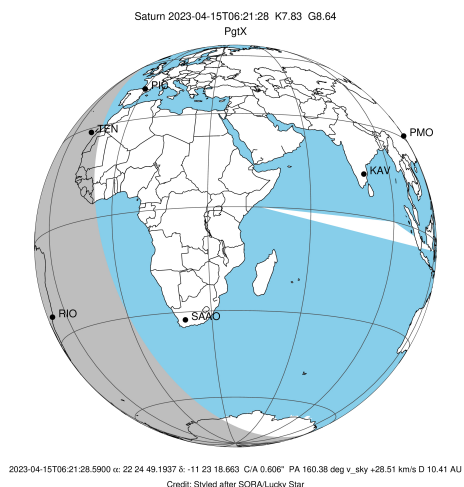 Saturn 2023-04-15T06:21:28 K7.83 G8.64
PgtX
PIC
TEN
PMO
KAV
RIO
SAAO
2023-04-15T06:21:28.5900 α: 22 24 49.1937 δ: -11 23 18.663 C/A 0.606" PA 160.38 deg v_sky +28.51 km/s D 10.41 AU
Credit: Styled after SORA/Lucky Star